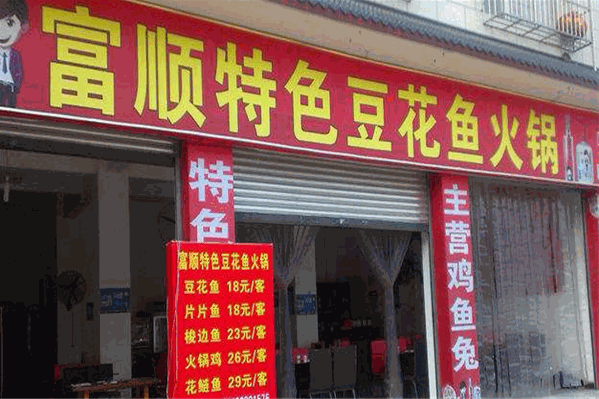 富顺特色豆花鱼火锅
特色
主营鸡鱼兔
富顺特色豆花鱼火锅
豆花鱼 18元/客
片片鱼 18元/客
梭边鱼 23元/客
火锅鸡 26元/客
花鲢鱼 29元/客